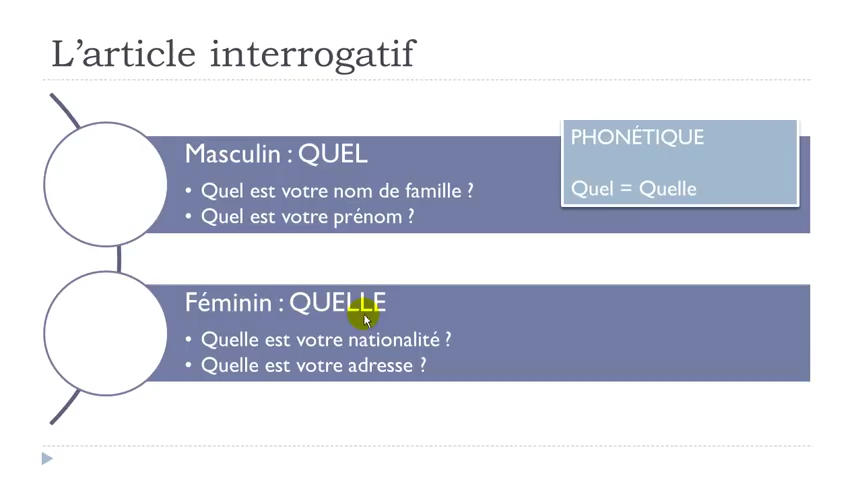 L'article interrogatif
Masculin : QUEL
• Quel est votre nom de famille ?
• Quel est votre prénom ?
PHONÉTIQUE
Quel = Quelle
Féminin : QUELLE
• Quelle est votre nationalité ?
• Quelle est votre adresse ?